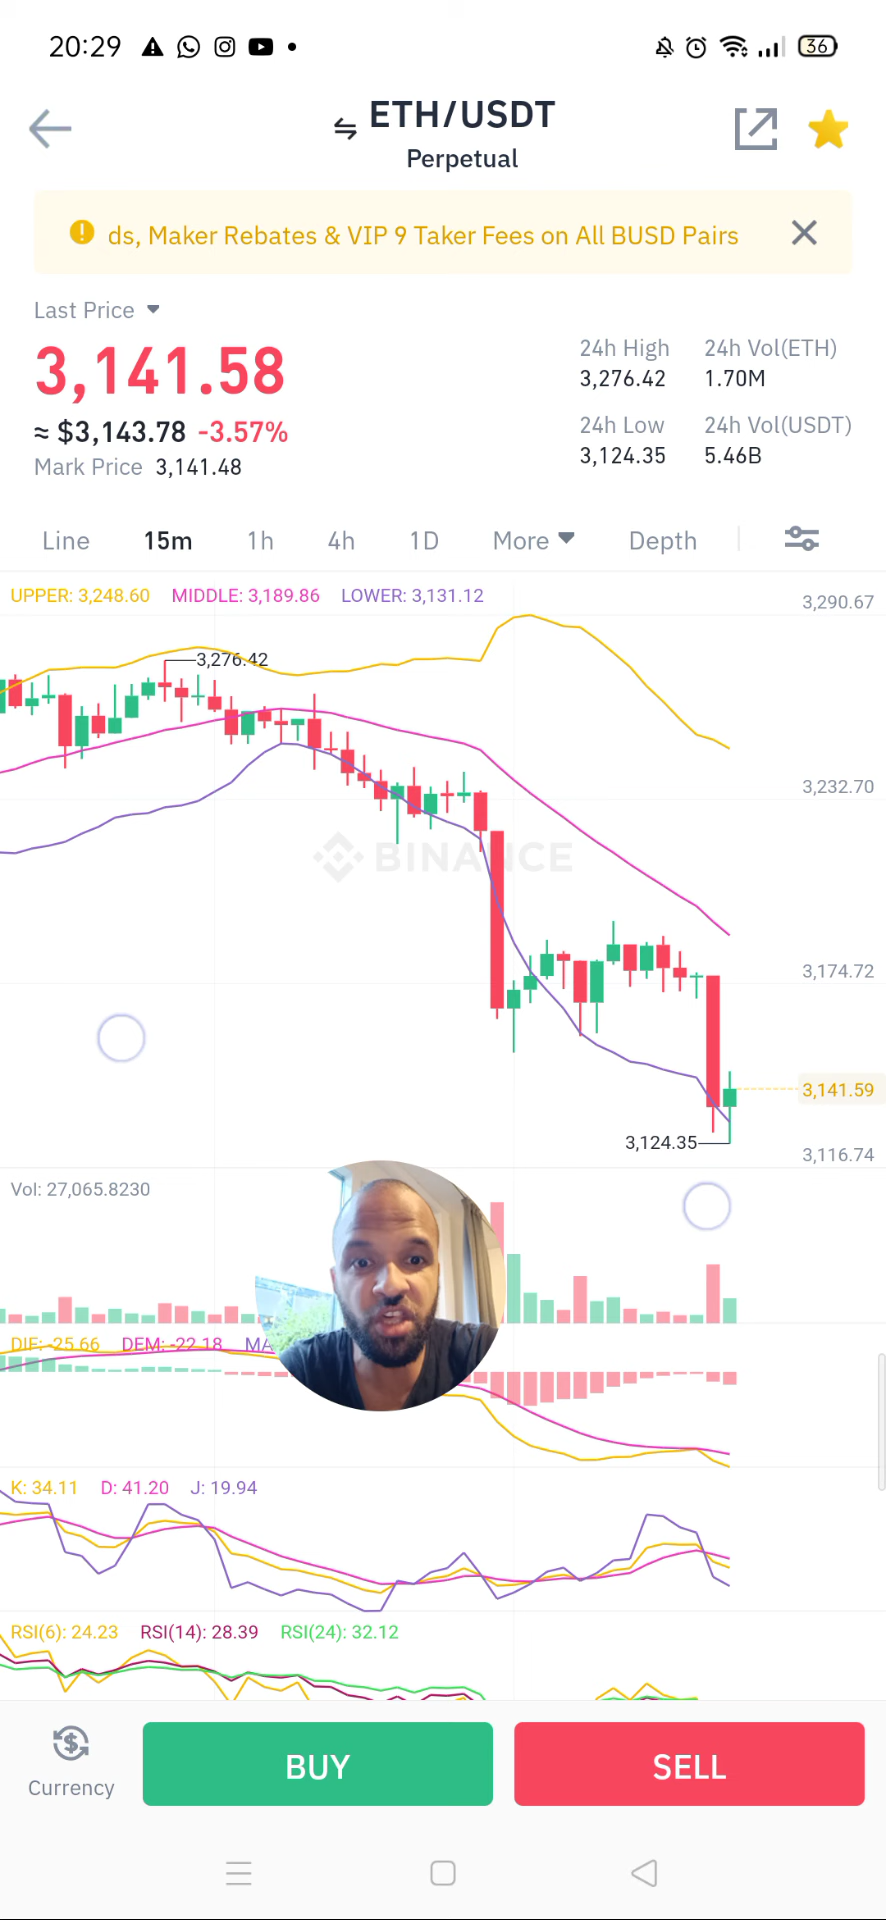 20:29
36
ETH/USDT
Perpetual
ds, Maker Rebates & VIP 9 Taker Fees on All BUSD Pairs
Last Price
3,141.58
≈ $3,143.78 -3.57%
Mark Price 3,141.48
24h High 24h Vol(ETH)
3,276.42 1.70M
24h Low 24h Vol(USDT)
3,124.35 5.46B
Line 15m 1h 4h 1D More Depth
UPPER: 3,248.60 MIDDLE: 3,189.86 LOWER: 3,131.12
3,290.67
3,276.42
3,232.70
BINANCE
3,174.72
3,141.59
3,124.35
3,116.74
Vol: 27,065.8230
DIF: -25.66 DEM: -22.18 MA
K: 34.11 D: 41.20 J: 19.94
RSI(6): 24.23 RSI(14): 28.39 RSI(24): 32.12
Currency
BUY
SELL